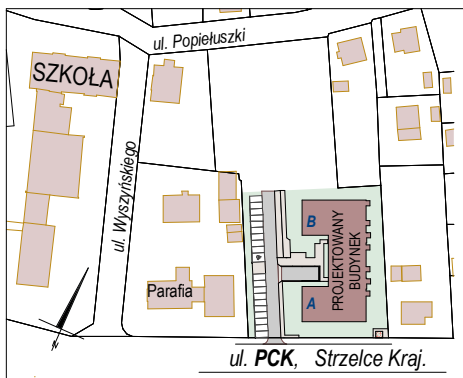 ul. Popiełuszki
SZKOŁA
ul. Wyszyńskiego
B
PROJEKTOWANY
BUDYNEK
Parafia
A
N
ul. PCK, Strzelce Kraj.